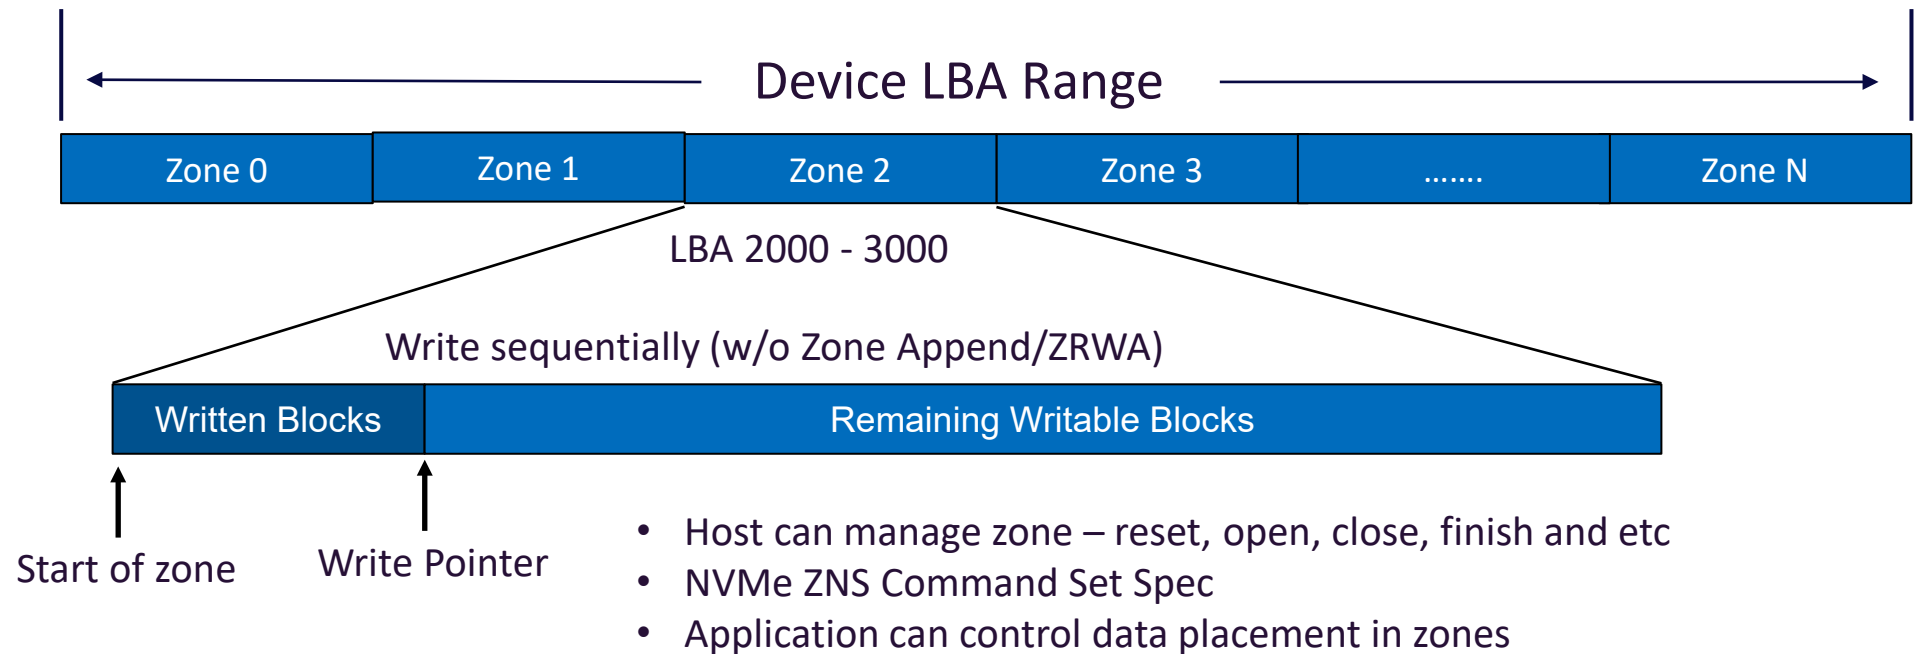 Device LBA Range
Zone 0 Zone 1 Zone 2 Zone 3 ....... Zone N
LBA 2000 - 3000
Write sequentially (w/o Zone Append/ZRWA)
Written Blocks Remaining Writable Blocks
Start of zone Write Pointer
• Host can manage zone – reset, open, close, finish and etc
• NVMe ZNS Command Set Spec
• Application can control data placement in zones